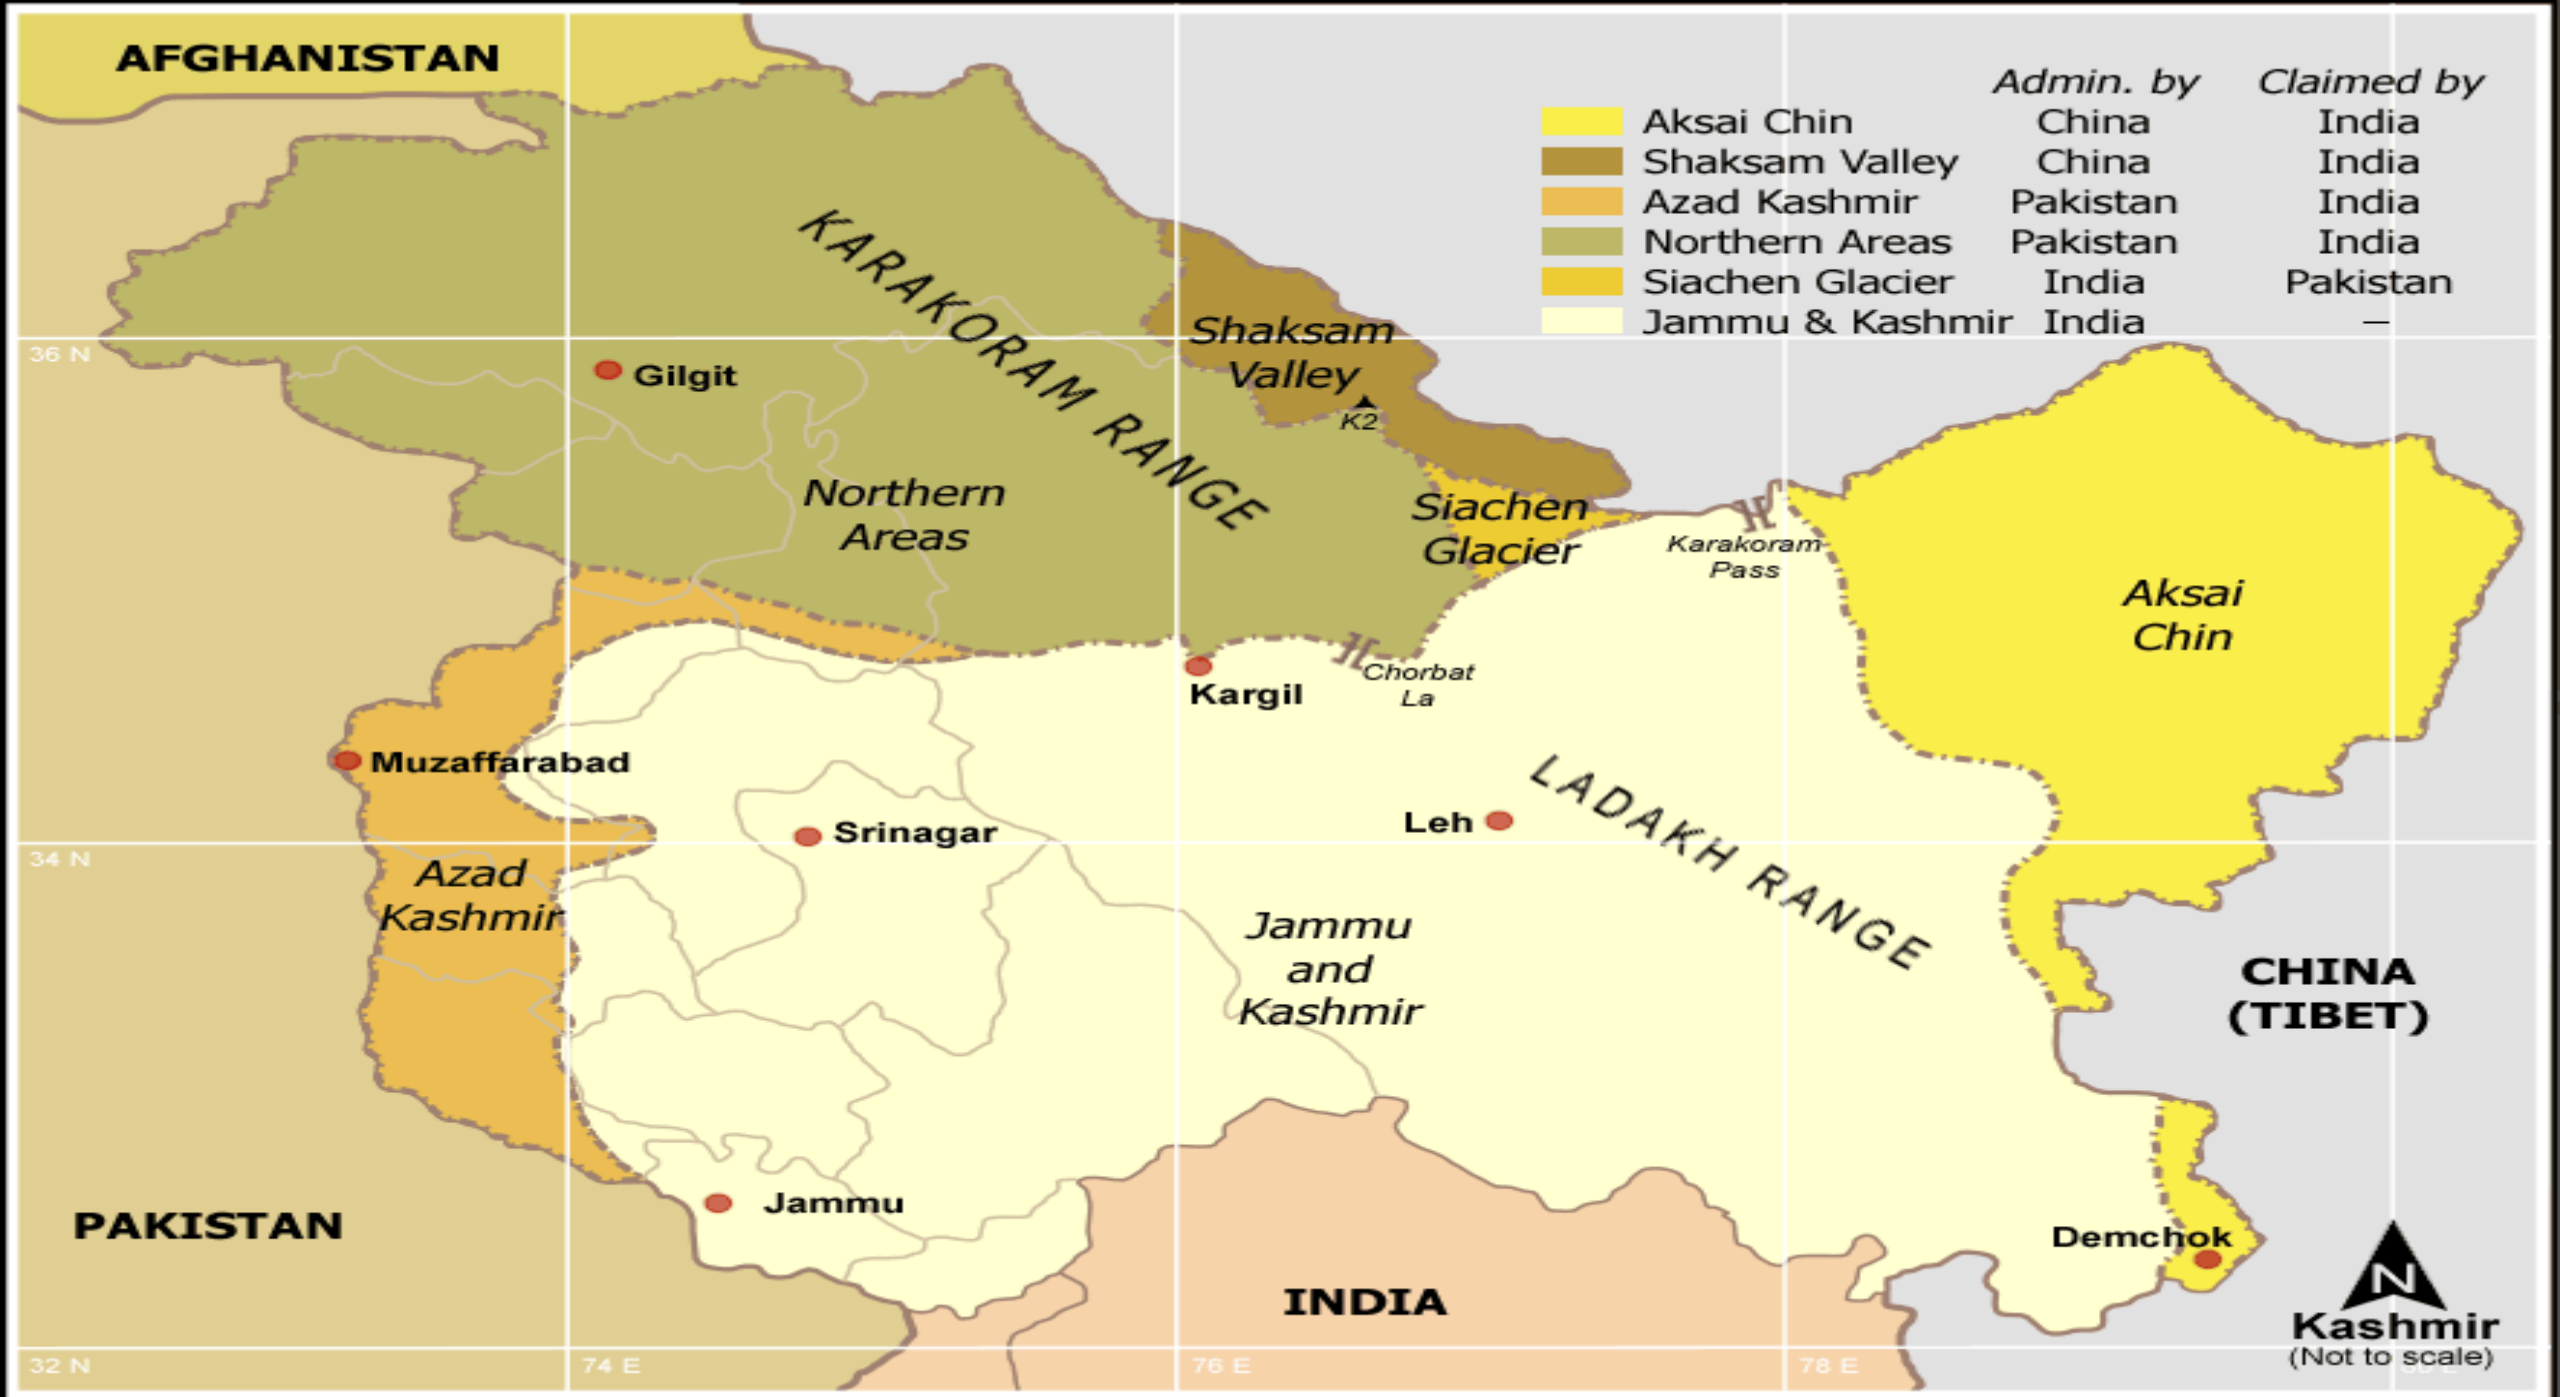 AFGHANISTAN
Admin. by Claimed by
Aksai Chin China India
Shaksam Valley China India
Azad Kashmir Pakistan India
Northern Areas Pakistan India
Siachen Glacier India Pakistan
Jammu & Kashmir India –
KARAKORAM RANGE
Shaksam
Valley
K2
36 N
Gilgit
Northern
Areas
Siachen
Glacier
Karakoram
Pass
Aksai
Chin
Kargil
Chorbat
La
Muzaffarabad
Srinagar
Leh
LADAKH RANGE
34 N
Azad
Kashmir
Jammu
and
Kashmir
CHINA
(TIBET)
Jammu
PAKISTAN
Demchok
INDIA
N
Kashmir
(Not to scale)
32 N
74 E
76 E
78 E